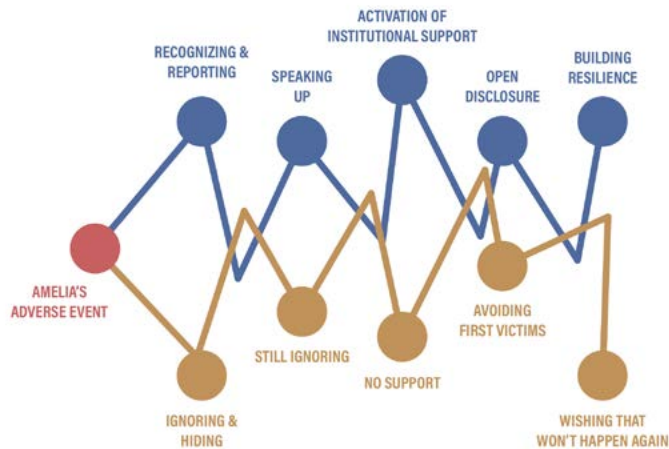 ACTIVATION OF
INSTITUTIONAL SUPPORT
RECOGNIZING &
REPORTING
SPEAKING
UP
OPEN
DISCLOSURE
BUILDING
RESILIENCE
AMELIA'S
ADVERSE EVENT
IGNORING &
HIDING
STILL IGNORING
NO SUPPORT
AVOIDING
FIRST VICTIMS
WISHING THAT
WON'T HAPPEN AGAIN